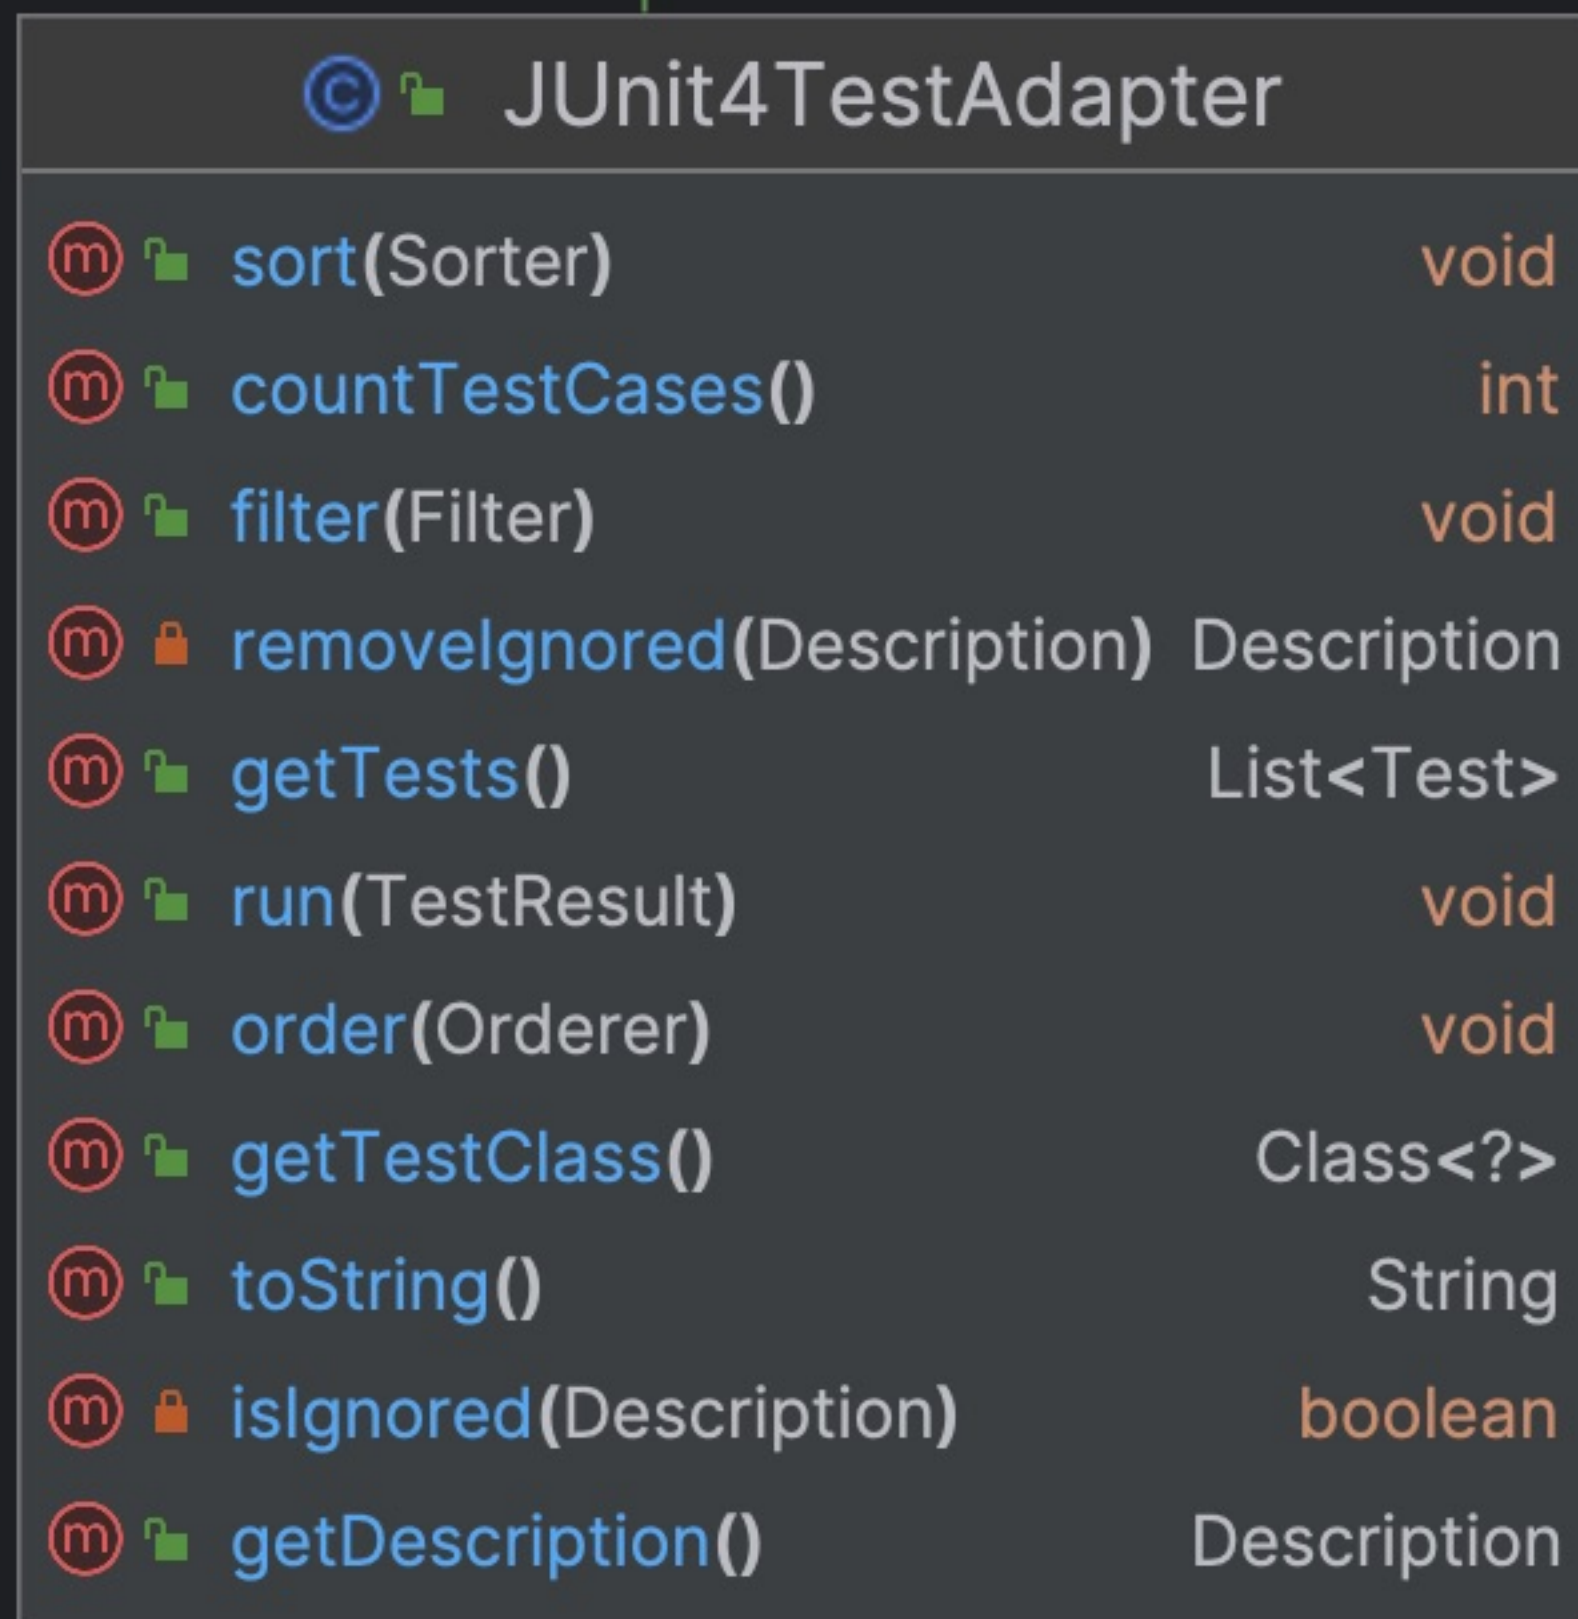 JUnit4TestAdapter
sort(Sorter) void
countTestCases() int
filter(Filter) void
removeIgnored(Description) Description
getTests() List<Test>
run(TestResult) void
order(Orderer) void
getTestClass() Class<?>
toString() String
isIgnored(Description) boolean
getDescription() Description